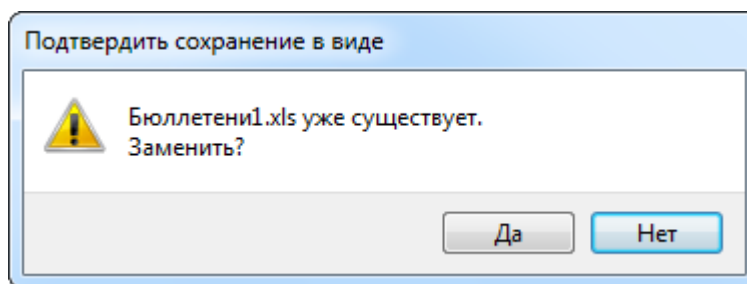 Подтвердить сохранение в виде
Бюллетени1.xls уже существует.
Заменить?
Да
Нет